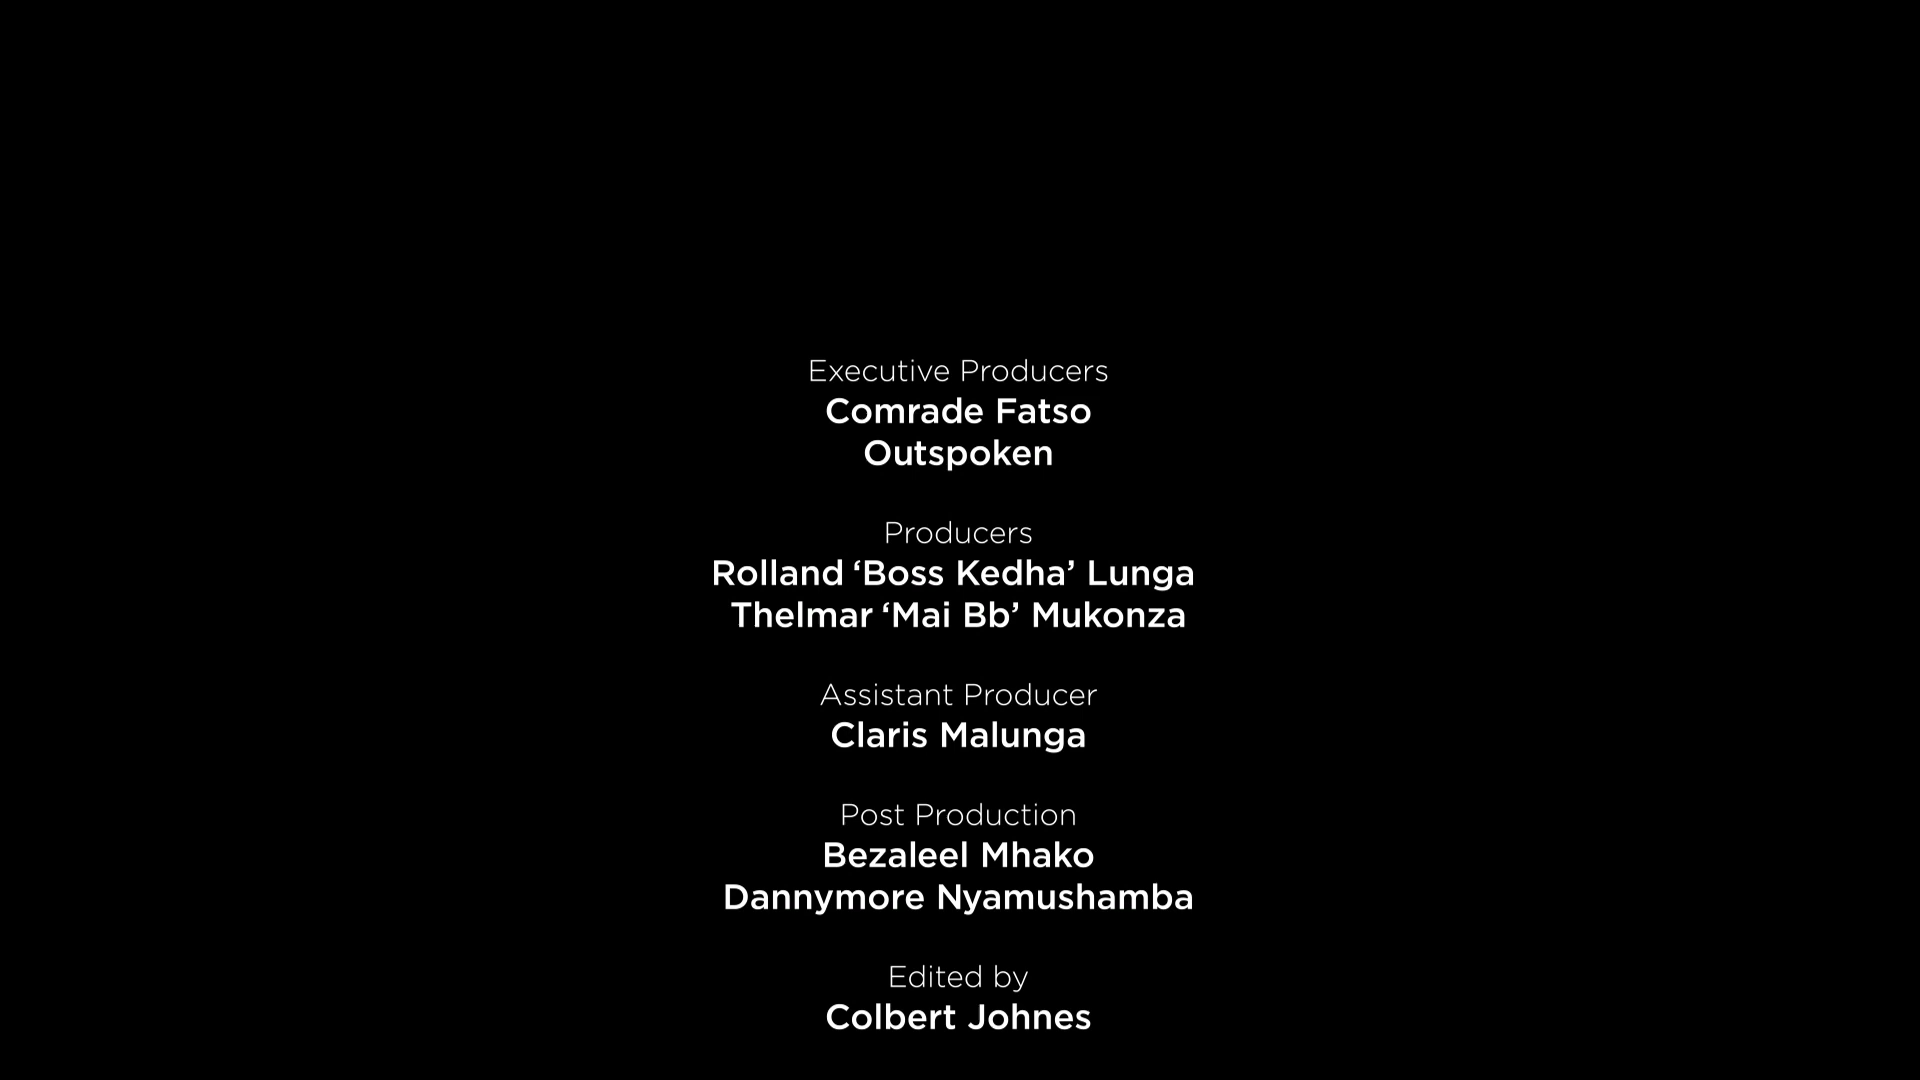 Executive Producers
Comrade Fatso
Outspoken
Producers
Rolland ‘Boss Kedha’ Lunga
Thelmar ‘Mai Bb’ Mukonza
Assistant Producer
Claris Malunga
Post Production
Bezaleel Mhako
Dannymore Nyamushamba
Edited by
Colbert Johnes